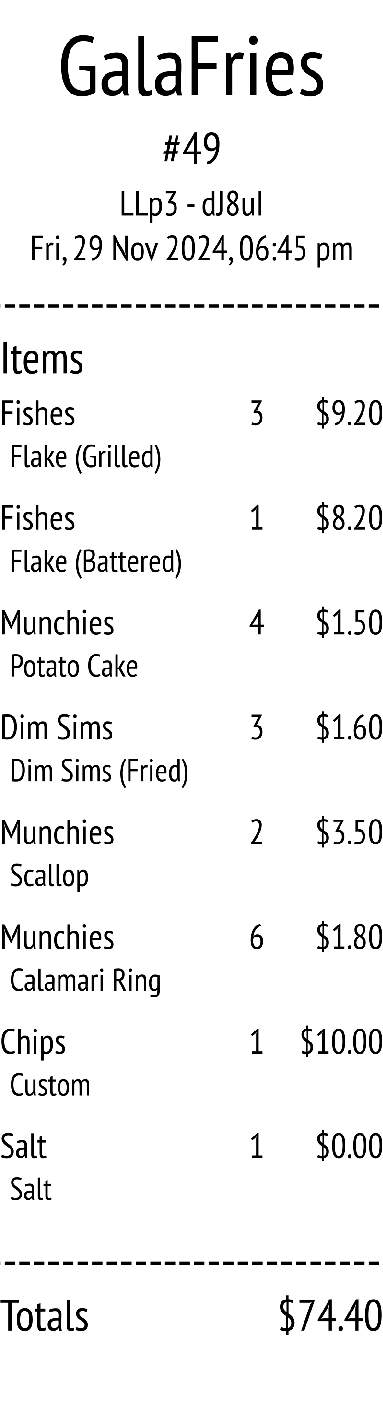 GalaFries
#49
LLp3 - dJ8uI
Fri, 29 Nov 2024, 06:45 pm
Items
Fishes 3 $9.20
Flake (Grilled)
Fishes 1 $8.20
Flake (Battered)
Munchies 4 $1.50
Potato Cake
Dim Sims 3 $1.60
Dim Sims (Fried)
Munchies 2 $3.50
Scallop
Munchies 6 $1.80
Calamari Ring
Chips 1 $10.00
Custom
Salt 1 $0.00
Salt
Totals $74.40